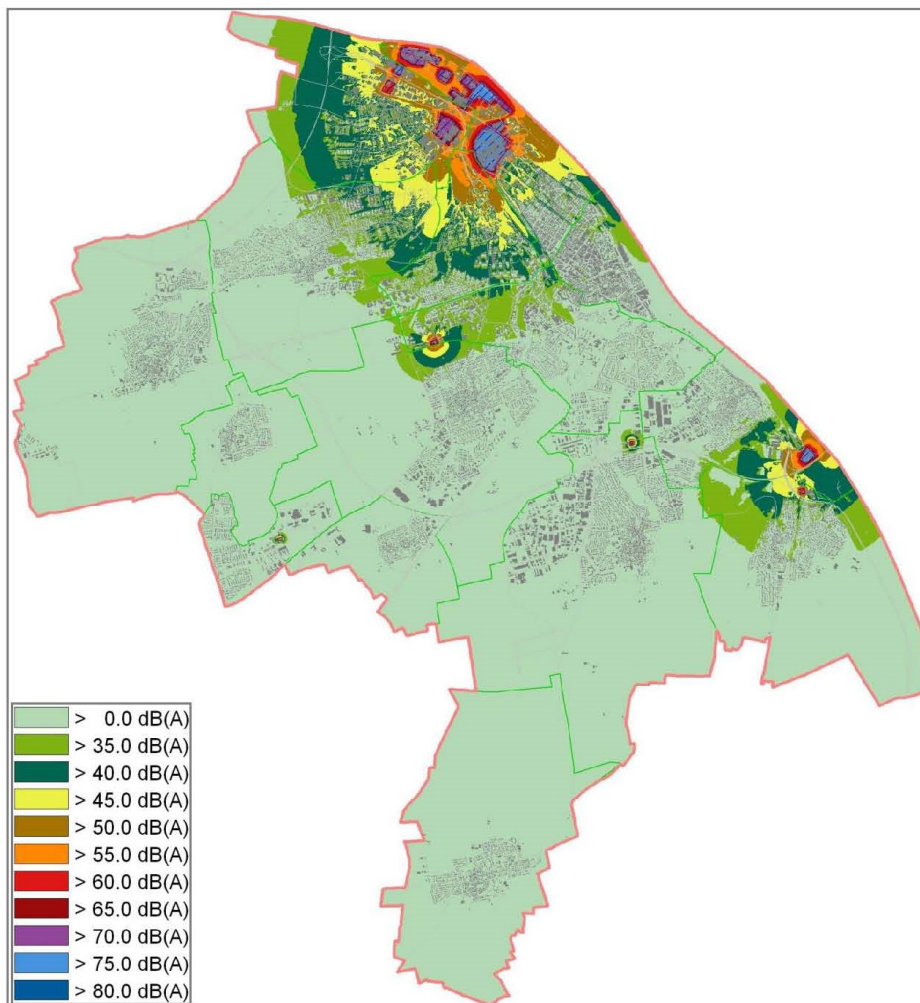 > 0.0 dB(A)
> 35.0 dB(A)
> 40.0 dB(A)
> 45.0 dB(A)
> 50.0 dB(A)
> 55.0 dB(A)
> 60.0 dB(A)
> 65.0 dB(A)
> 70.0 dB(A)
> 75.0 dB(A)
> 80.0 dB(A)